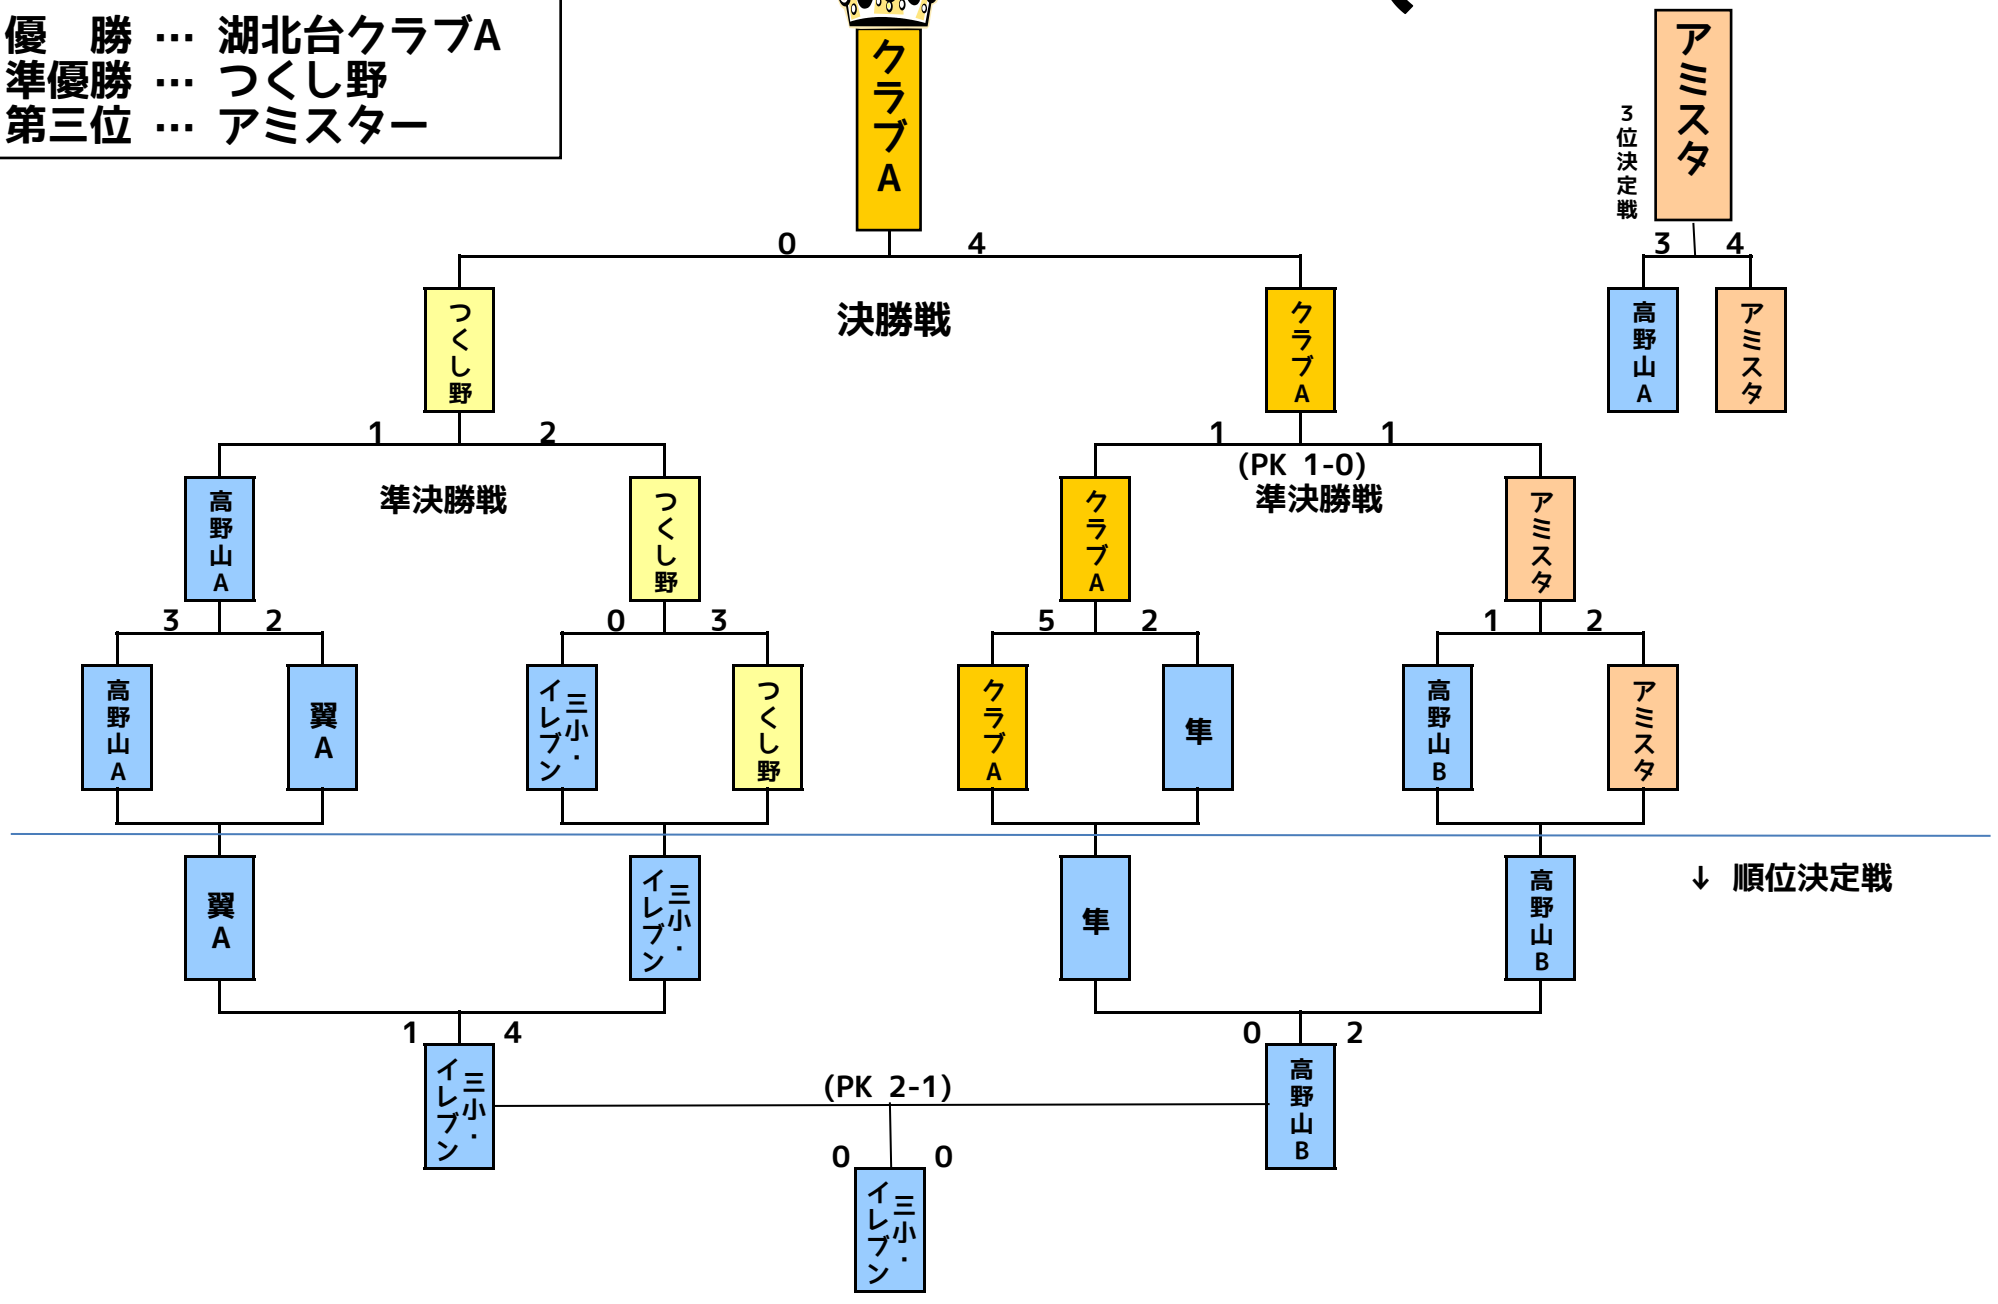 優　勝 … 湖北台クラブA
準優勝 … つくし野
第三位 … アミスター
クラブA
アミスタ
3位決定戦
0 4
3 4
つくし野
決勝戦
クラブA
高野山A
アミスタ
1 2
1 1
(PK 1-0)
高野山A
準決勝戦
つくし野
クラブA
準決勝戦
アミスタ
3 2
0 3
5 2
1 2
高野山A
翼A
三小・
イレブン
つくし野
クラブA
隼
高野山B
アミスタ
↓ 順位決定戦
翼A
三小・
イレブン
隼
高野山B
1 4
0 2
三小・
イレブン
(PK 2-1)
高野山B
0 0
三小・
イレブン